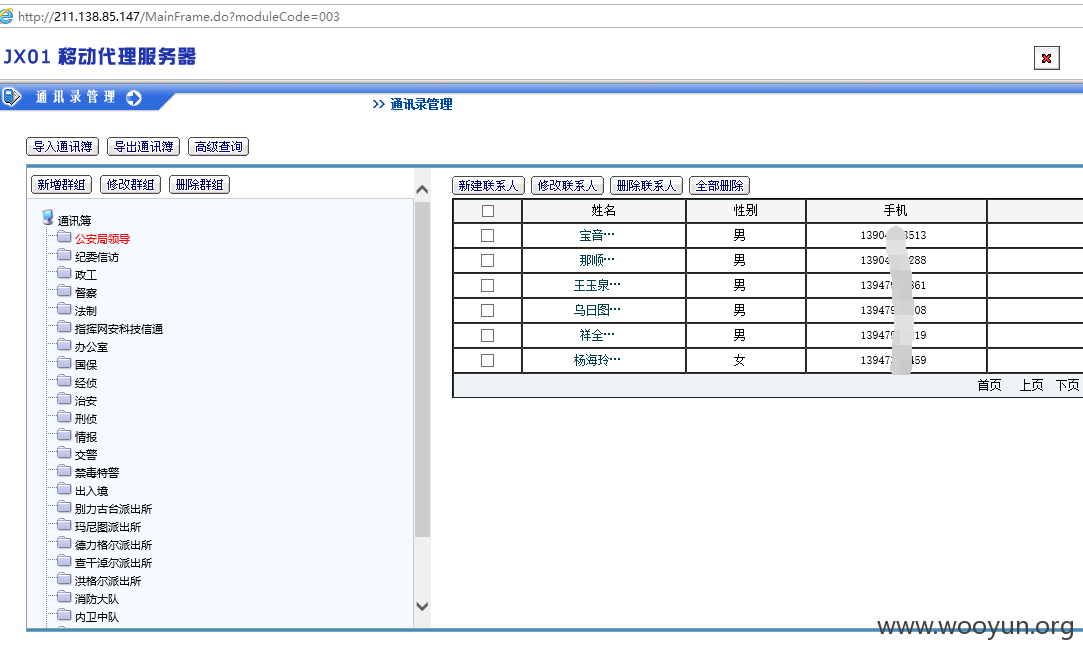 http://211.138.85.147/MainFrame.do?moduleCode=003
JX01 移动代理服务器
通讯录管理
>> 通讯录管理
导入通讯簿 导出通讯簿 高级查询
新增群组 修改群组 删除群组
通讯簿
公安局领导
纪委信访
政工
督察
法制
指挥网安科技信通
办公室
国保
经侦
治安
刑侦
情报
交警
禁毒特警
出入境
别力古台派出所
玛尼图派出所
德力格尔派出所
查干淖尔派出所
洪格尔派出所
消防大队
内卫中队
新建联系人 修改联系人 删除联系人 全部删除
姓名 性别 手机
宝音… 男 1390 513
那顺… 男 1390 288
王玉泉… 男 13947 361
乌日图… 男 13947 08
祥全… 男 13947 19
杨海玲… 女 13947 459
首页 上页 下页
www.wooyun.org